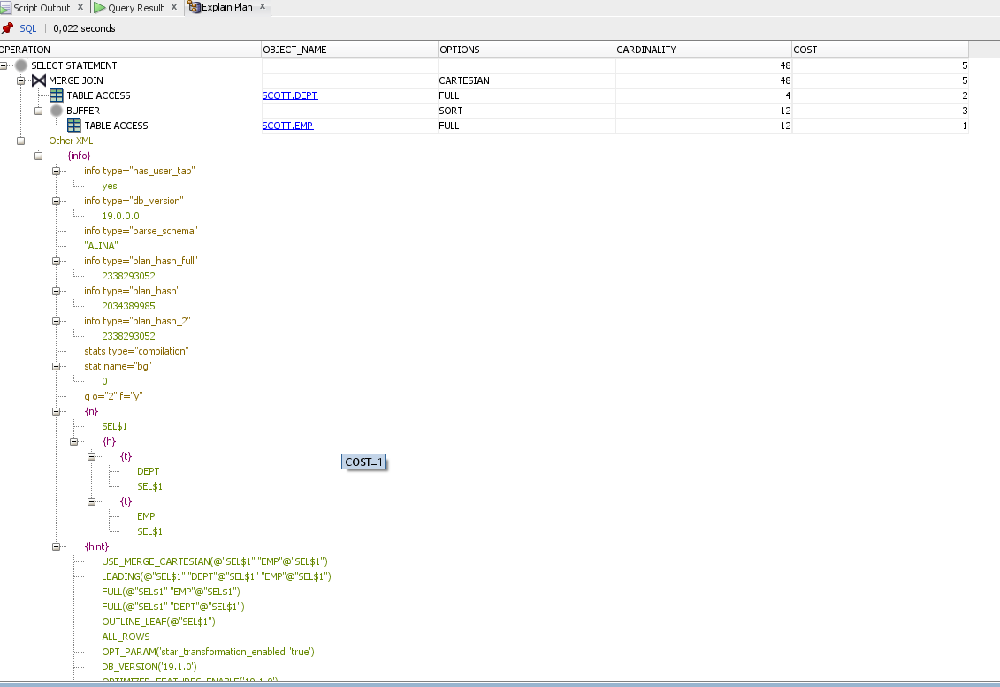 Script Output x Query Result x Explain Plan x
SQL | 0,022 seconds
OPERATION OBJECT_NAME OPTIONS CARDINALITY COST
SELECT STATEMENT 48 5
MERGE JOIN CARTESIAN 48 5
TABLE ACCESS SCOTT.DEPT FULL 4 2
BUFFER SORT 12 3
TABLE ACCESS SCOTT.EMP FULL 12 1
Other XML
{info}
info type="has_user_tab"
yes
info type="db_version"
19.0.0.0
info type="parse_schema"
"ALINA"
info type="plan_hash_full"
2338293052
info type="plan_hash"
2034389985
info type="plan_hash_2"
2338293052
stats type="compilation"
stat name="bg"
0
q o="2" f="y"
{n}
SEL$1
{h}
{t}
COST=1
DEPT
SEL$1
{t}
EMP
SEL$1
{hint}
USE_MERGE_CARTESIAN(@"SEL$1" "EMP"@"SEL$1")
LEADING(@"SEL$1" "DEPT"@"SEL$1" "EMP"@"SEL$1")
FULL(@"SEL$1" "EMP"@"SEL$1")
FULL(@"SEL$1" "DEPT"@"SEL$1")
OUTLINE_LEAF(@"SEL$1")
ALL_ROWS
OPT_PARAM('star_transformation_enabled' 'true')
DB_VERSION('19.1.0')
OPTIMIZER_FEATURES_ENABLE('19.1.0')